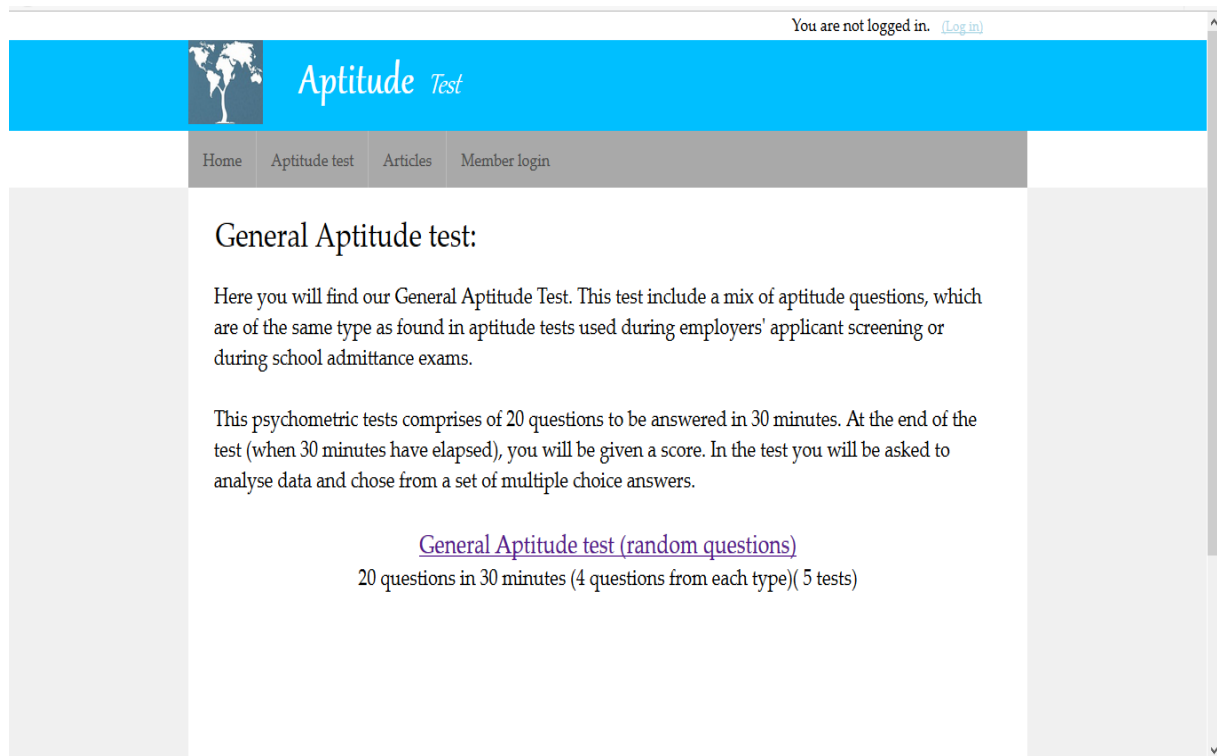 You are not logged in. (Log in)
Aptitude Test
Home Aptitude test Articles Member login
General Aptitude test:
Here you will find our General Aptitude Test. This test include a mix of aptitude questions, which
are of the same type as found in aptitude tests used during employers' applicant screening or
during school admittance exams.
This psychometric tests comprises of 20 questions to be answered in 30 minutes. At the end of the
test (when 30 minutes have elapsed), you will be given a score. In the test you will be asked to
analyse data and chose from a set of multiple choice answers.
General Aptitude test (random questions)
20 questions in 30 minutes (4 questions from each type)( 5 tests)